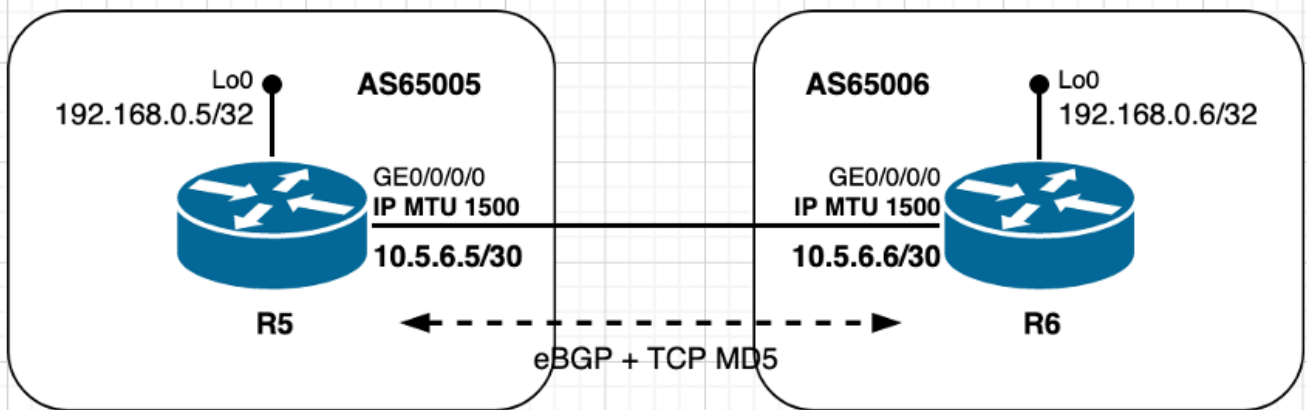 Lo0
192.168.0.5/32
AS65005
GE0/0/0/0
IP MTU 1500
10.5.6.5/30
R5
AS65006
Lo0
192.168.0.6/32
GE0/0/0/0
IP MTU 1500
10.5.6.6/30
R6
eBGP + TCP MD5